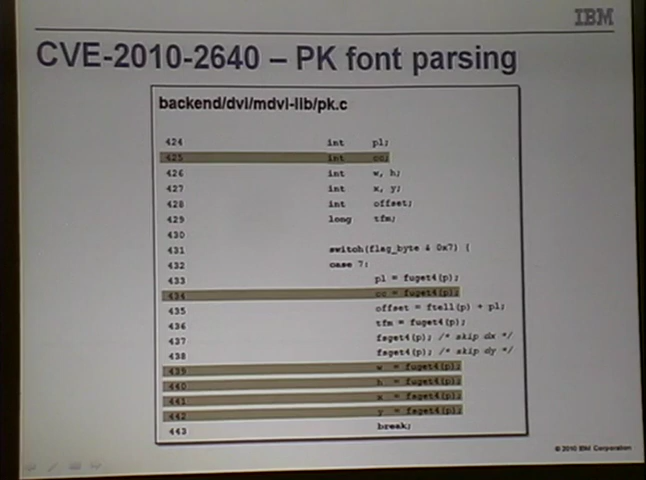 IBM
CVE-2010-2640 – PK font parsing
backend/dvi/mdvi-lib/pk.c
424 int pl;
425 int cc;
426 int w, h;
427 int x, y;
428 int offset;
429 long tfm;
430
431 switch(flag_byte & 0x7) {
432 case 7:
433 pl = fuget4(p);
434 cc = fuget4(p);
435 offset = ftell(p) + pl;
436 tfm = fuget4(p);
437 fsget4(p); /* skip dx */
438 fsget4(p); /* skip dy */
439 w = fuget4(p);
440 h = fuget4(p);
441 x = fsget4(p);
442 y = fsget4(p);
443 break;
© 2010 IBM Corporation